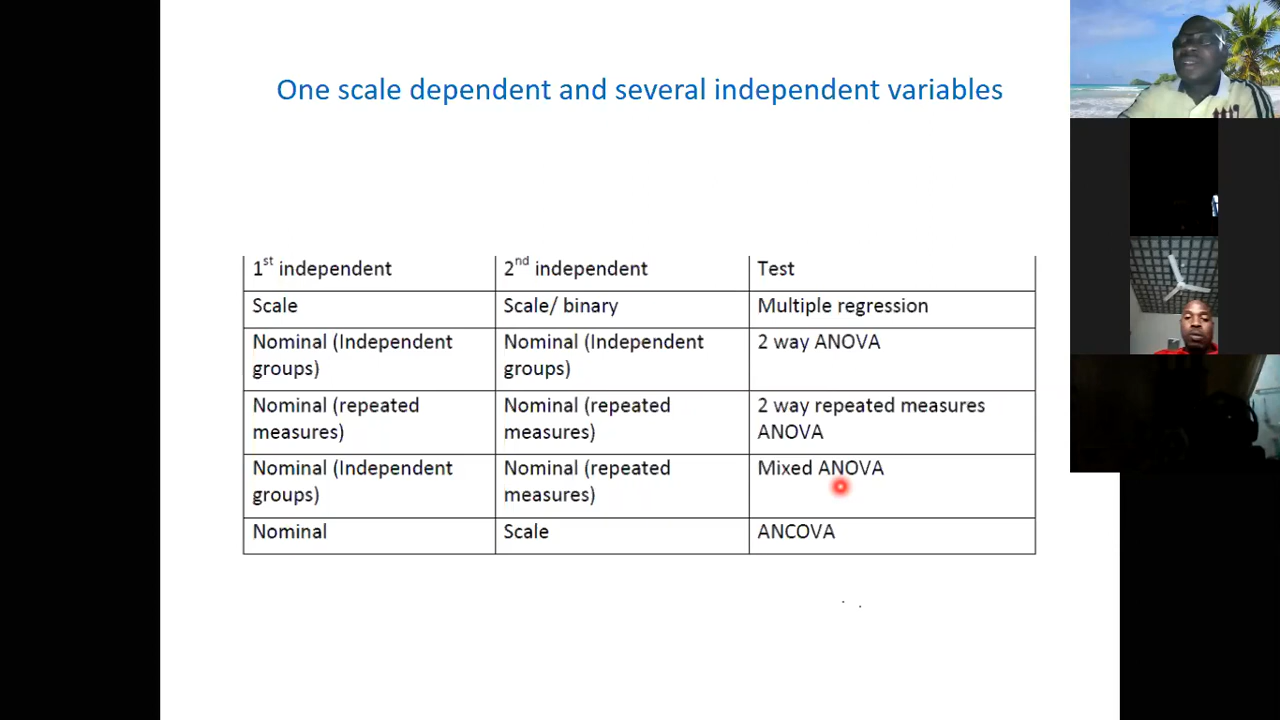 One scale dependent and several independent variables
1st independent 2nd independent Test
Scale Scale/ binary Multiple regression
Nominal (Independent groups) Nominal (Independent groups) 2 way ANOVA
Nominal (repeated measures) Nominal (repeated measures) 2 way repeated measures ANOVA
Nominal (Independent groups) Nominal (repeated measures) Mixed ANOVA
Nominal Scale ANCOVA